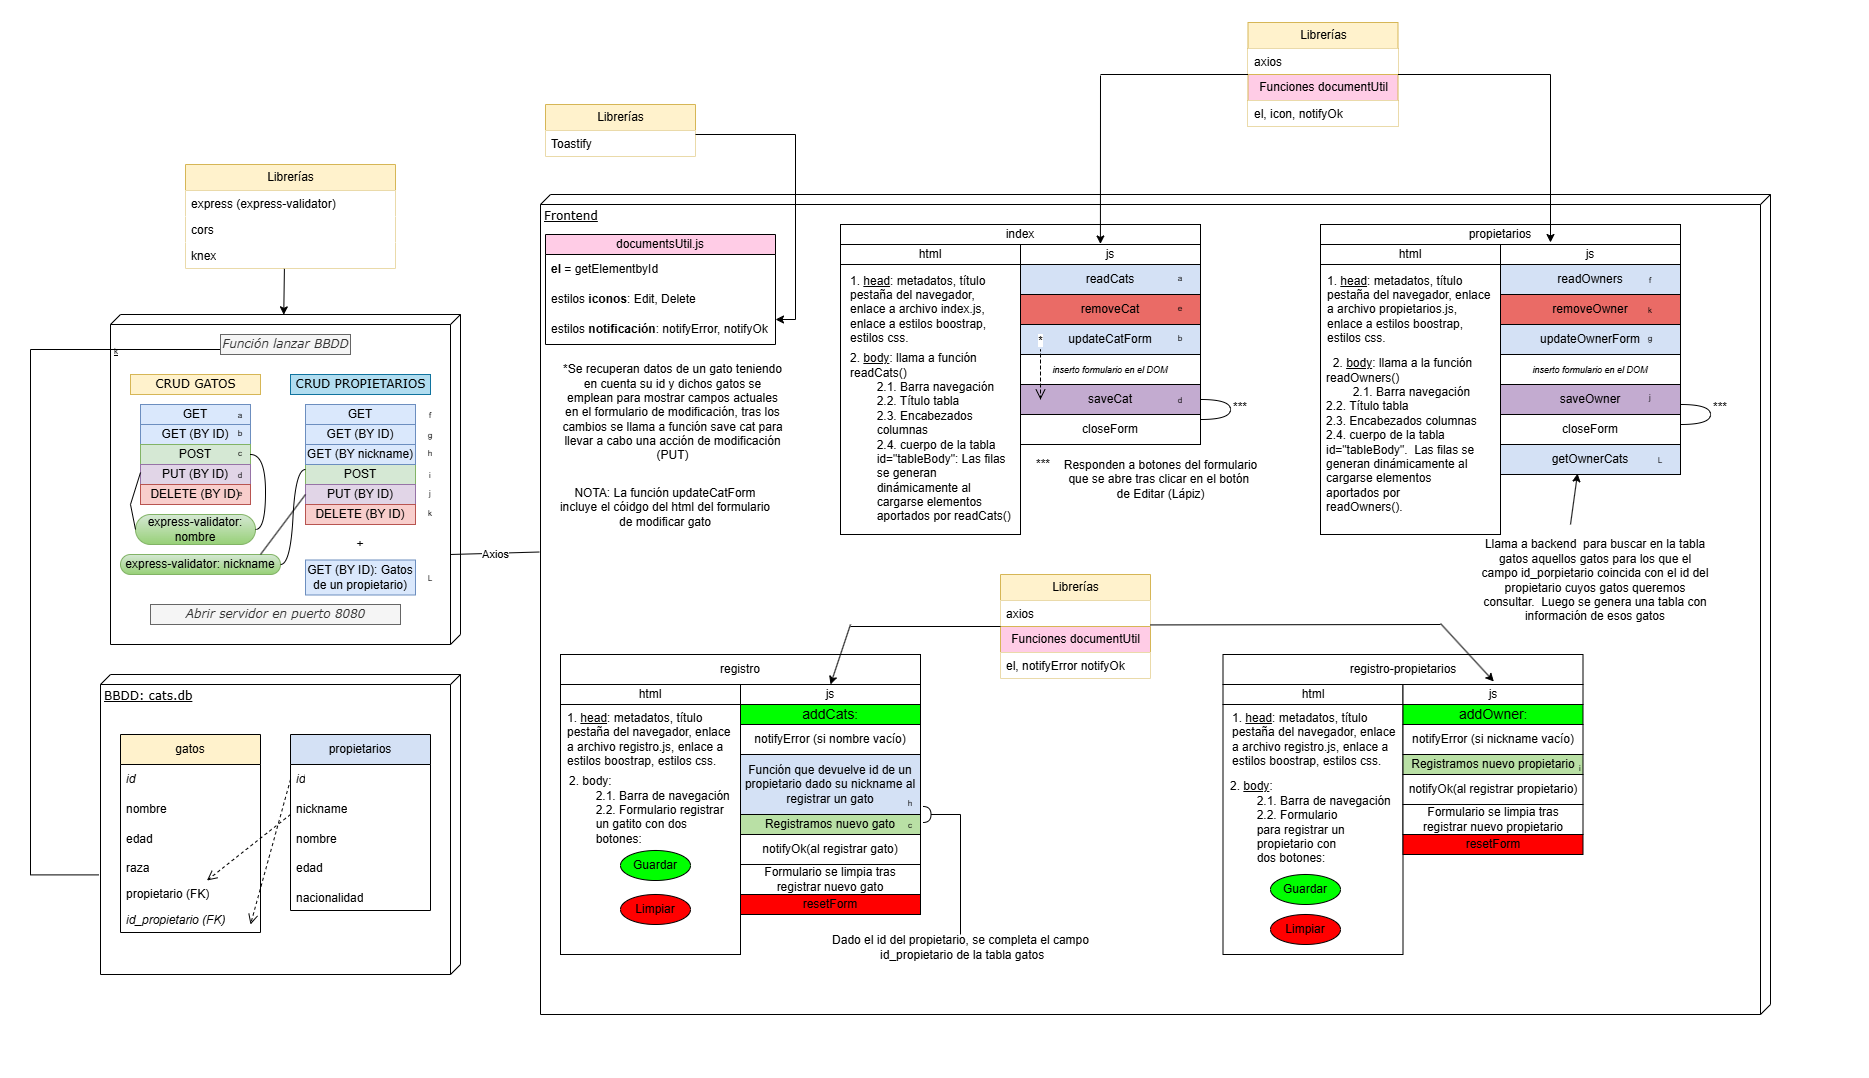 Librerías
axios
Funciones documentUtil
el, icon, notifyOk
Librerías
Toastify
Librerías
express (express-validator)
cors
knex
k
Función lanzar BBDD
CRUD GATOS
GET a
GET (BY ID) b
POST c
PUT (BY ID) d
DELETE (BY ID) e
express-validator:
nombre
express-validator: nickname
CRUD PROPIETARIOS
GET f
GET (BY ID) g
GET (BY nickname) h
POST i
PUT (BY ID) j
DELETE (BY ID) k
+
GET (BY ID): Gatos
de un propietario) L
Abrir servidor en puerto 8080
Axios
BBDD: cats.db
gatos
id
nombre
edad
raza
propietario (FK)
id_propietario (FK)
propietarios
id
nickname
nombre
edad
nacionalidad
Frontend
documentsUtil.js
el = getElementbyId
estilos iconos: Edit, Delete
estilos notificación: notifyError, notifyOk
*Se recuperan datos de un gato teniendo
en cuenta su id y dichos gatos se
emplean para mostrar campos actuales
en el formulario de modificación, tras los
cambios se llama a función save cat para
llevar a cabo una acción de modificación
(PUT)
NOTA: La función updateCatForm
incluye el cóidgo del html del formulario
de modificar gato
index
html
1. head: metadatos, título
pestaña del navegador,
enlace a archivo index.js,
enlace a estilos boostrap,
estilos css.
2. body: llama a función
readCats()
2.1. Barra navegación
2.2. Título tabla
2.3. Encabezados
columnas
2.4. cuerpo de la tabla
id="tableBody": Las filas
se generan
dinámicamente al
cargarse elementos
aportados por readCats()
js
readCats a
removeCat e
* updateCatForm b
inserto formulario en el DOM
saveCat d
***
closeForm
*** Responden a botones del formulario
que se abre tras clicar en el botón
de Editar (Lápiz)
propietarios
html
1. head: metadatos, título
pestaña del navegador, enlace
a archivo propietarios.js,
enlace a estilos boostrap,
estilos css.
2. body: llama a la función
readOwners()
2.1. Barra navegación
2.2. Título tabla
2.3. Encabezados columnas
2.4. cuerpo de la tabla
id="tableBody". Las filas se
generan dinámicamente al
cargarse elementos
aportados por
readOwners().
js
readOwners f
removeOwner k
updateOwnerForm g
inserto formulario en el DOM
saveOwner j
***
closeForm
getOwnerCats L
Llama a backend para buscar en la tabla
gatos aquellos gatos para los que el
campo id_porpietario coincida con el id del
propietario cuyos gatos queremos
consultar. Luego se genera una tabla con
información de esos gatos
Librerías
axios
Funciones documentUtil
el, notifyError notifyOk
registro
html
1. head: metadatos, título
pestaña del navegador, enlace
a archivo registro.js, enlace a
estilos boostrap, estilos css.
2. body:
2.1. Barra de navegación
2.2. Formulario registrar
un gatito con dos
botones:
Guardar
Limpiar
js
addCats:
notifyError (si nombre vacío)
Función que devuelve id de un
propietario dado su nickname al
registrar un gato h
Registramos nuevo gato c
notifyOk(al registrar gato)
Formulario se limpia tras
registrar nuevo gato
resetForm
Dado el id del propietario, se completa el campo
id_propietario de la tabla gatos
registro-propietarios
html
1. head: metadatos, título
pestaña del navegador, enlace
a archivo registro.js, enlace a
estilos boostrap, estilos css.
2. body:
2.1. Barra de navegación
2.2. Formulario
para registrar un
propietario con
dos botones:
Guardar
Limpiar
js
addOwner:
notifyError (si nickname vacío)
Registramos nuevo propietario i
notifyOk(al registrar propietario)
Formulario se limpia tras
registrar nuevo propietario
resetForm